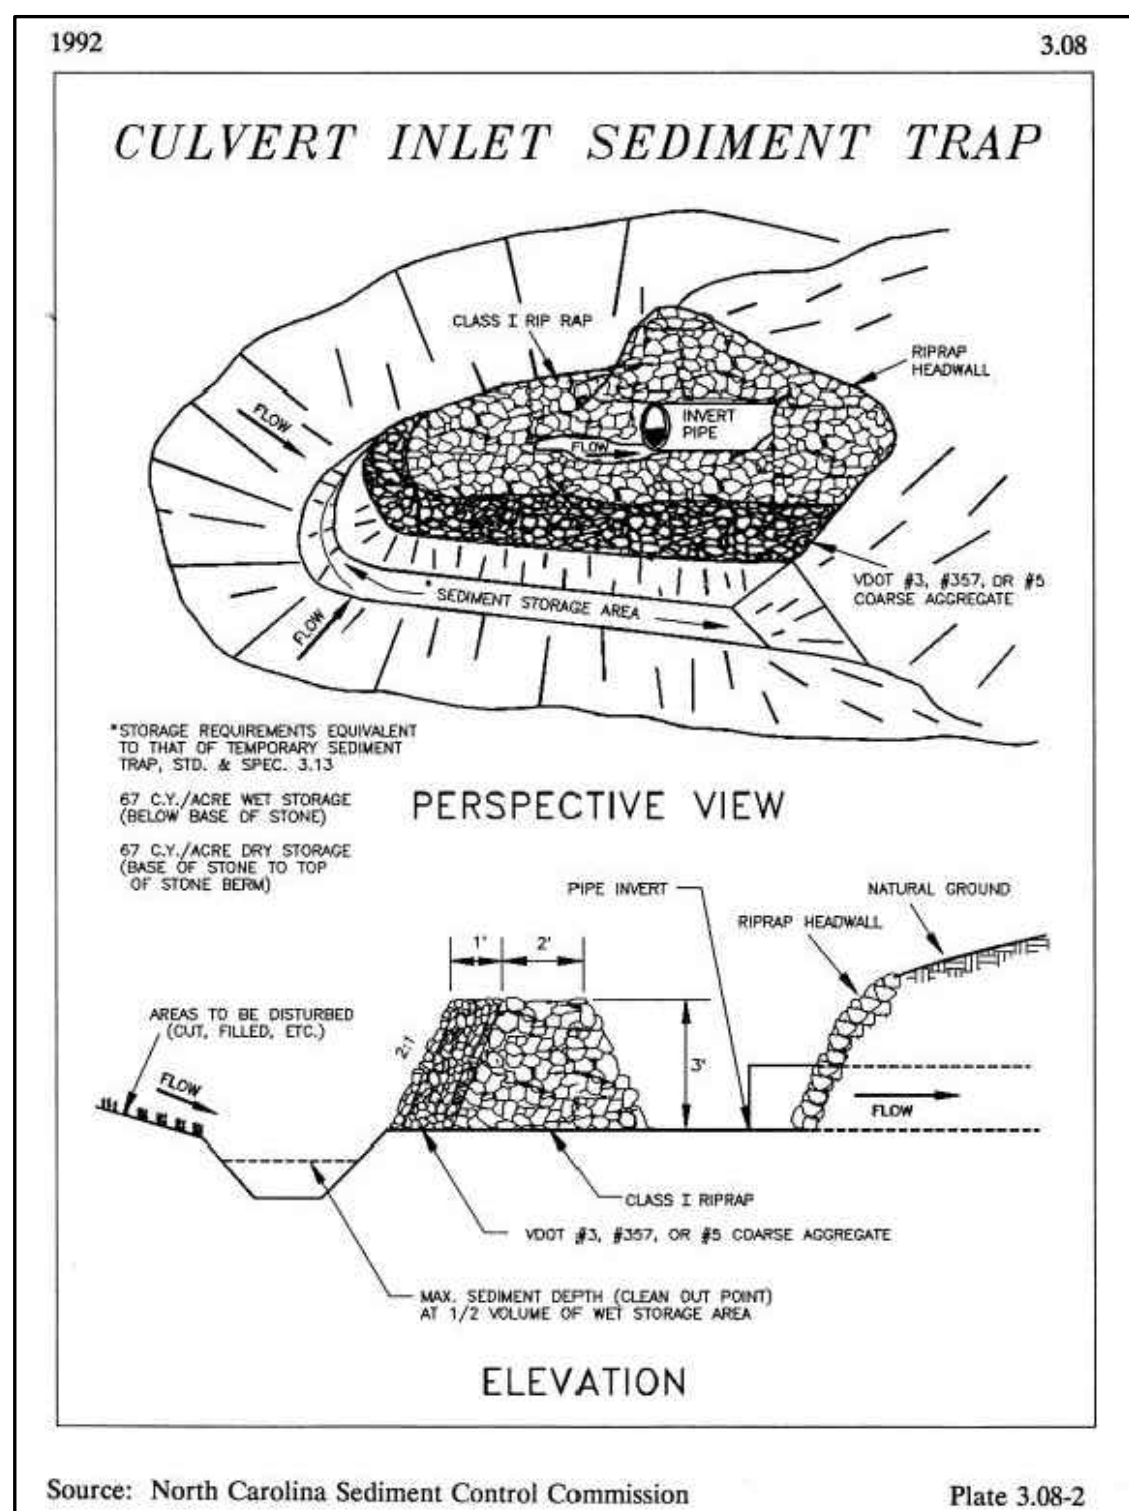 1992
3.08
CULVERT INLET SEDIMENT TRAP
CLASS I RIP RAP
RIPRAP
HEADWALL
FLOW
INVERT
PIPE
FLOW
VDOT #3, #357, OR #5
COARSE AGGREGATE
* SEDIMENT STORAGE AREA
FLOW
*STORAGE REQUIREMENTS EQUIVALENT
TO THAT OF TEMPORARY SEDIMENT
TRAP, STD. & SPEC. 3.13
67 C.Y./ACRE WET STORAGE
(BELOW BASE OF STONE)
67 C.Y./ACRE DRY STORAGE
(BASE OF STONE TO TOP
OF STONE BERM)
PERSPECTIVE VIEW
PIPE INVERT
NATURAL GROUND
RIPRAP HEADWALL
1'
2'
AREAS TO BE DISTURBED
(CUT, FILLED, ETC.)
2:1
3'
FLOW
FLOW
CLASS I RIPRAP
VDOT #3, #357, OR #5 COARSE AGGREGATE
MAX. SEDIMENT DEPTH (CLEAN OUT POINT)
AT 1/2 VOLUME OF WET STORAGE AREA
ELEVATION
Source: North Carolina Sediment Control Commission
Plate 3.08-2